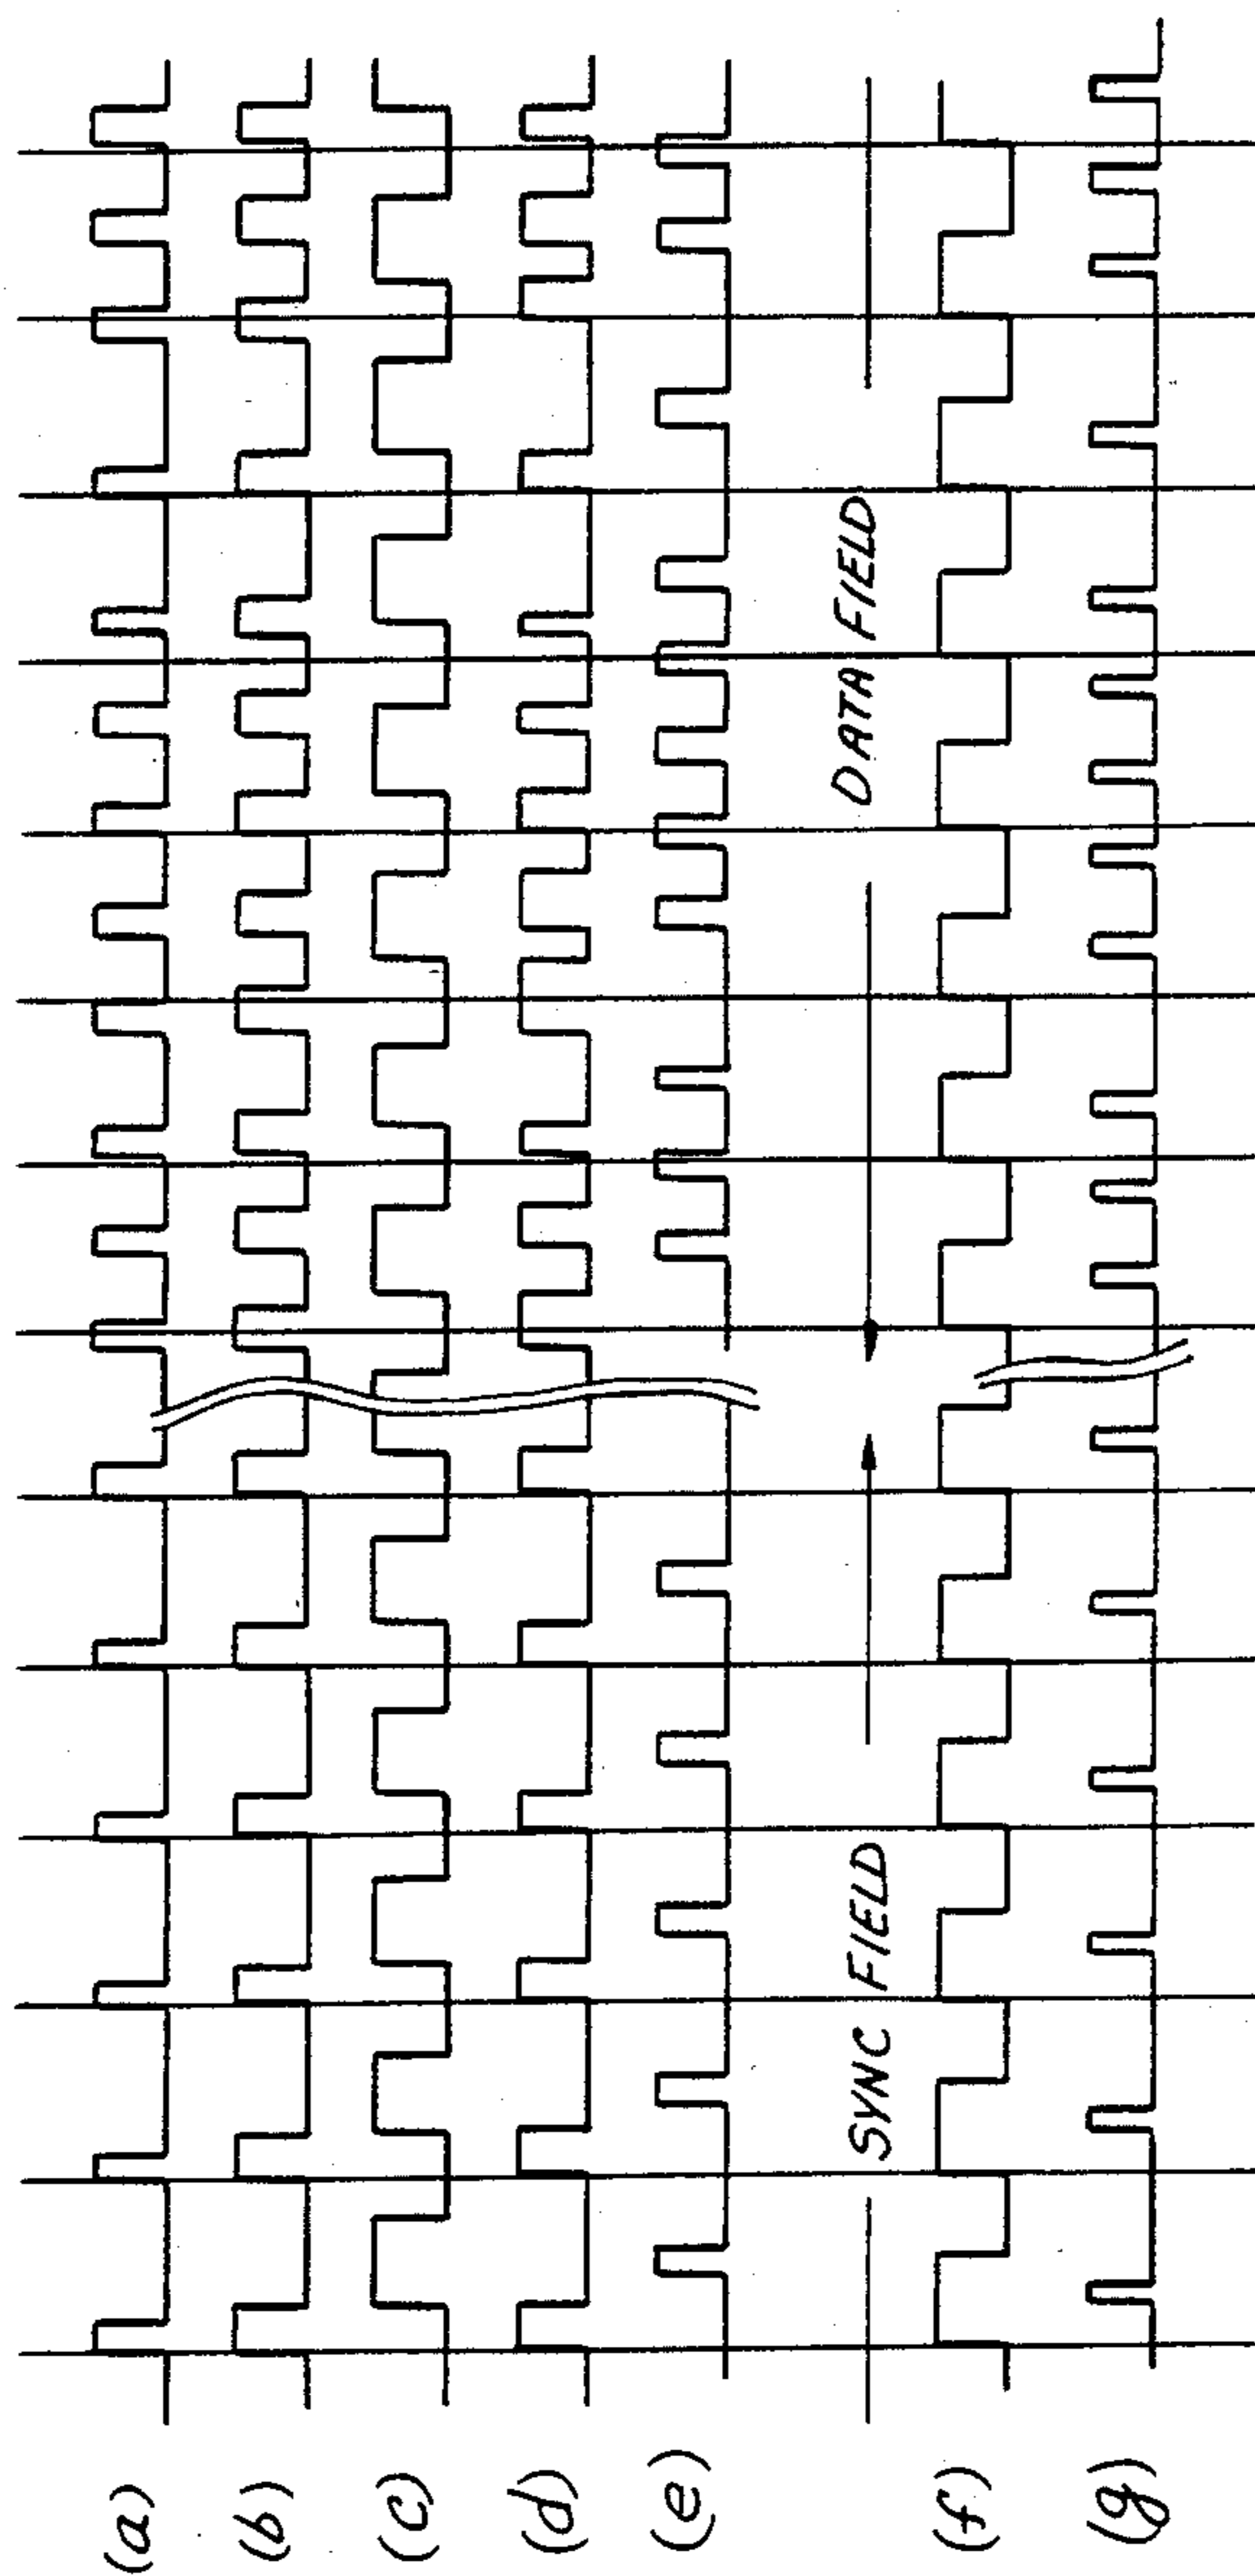 (a)
(b)
(c)
(d)
(e)
SYNC FIELD
DATA FIELD
(f)
(g)